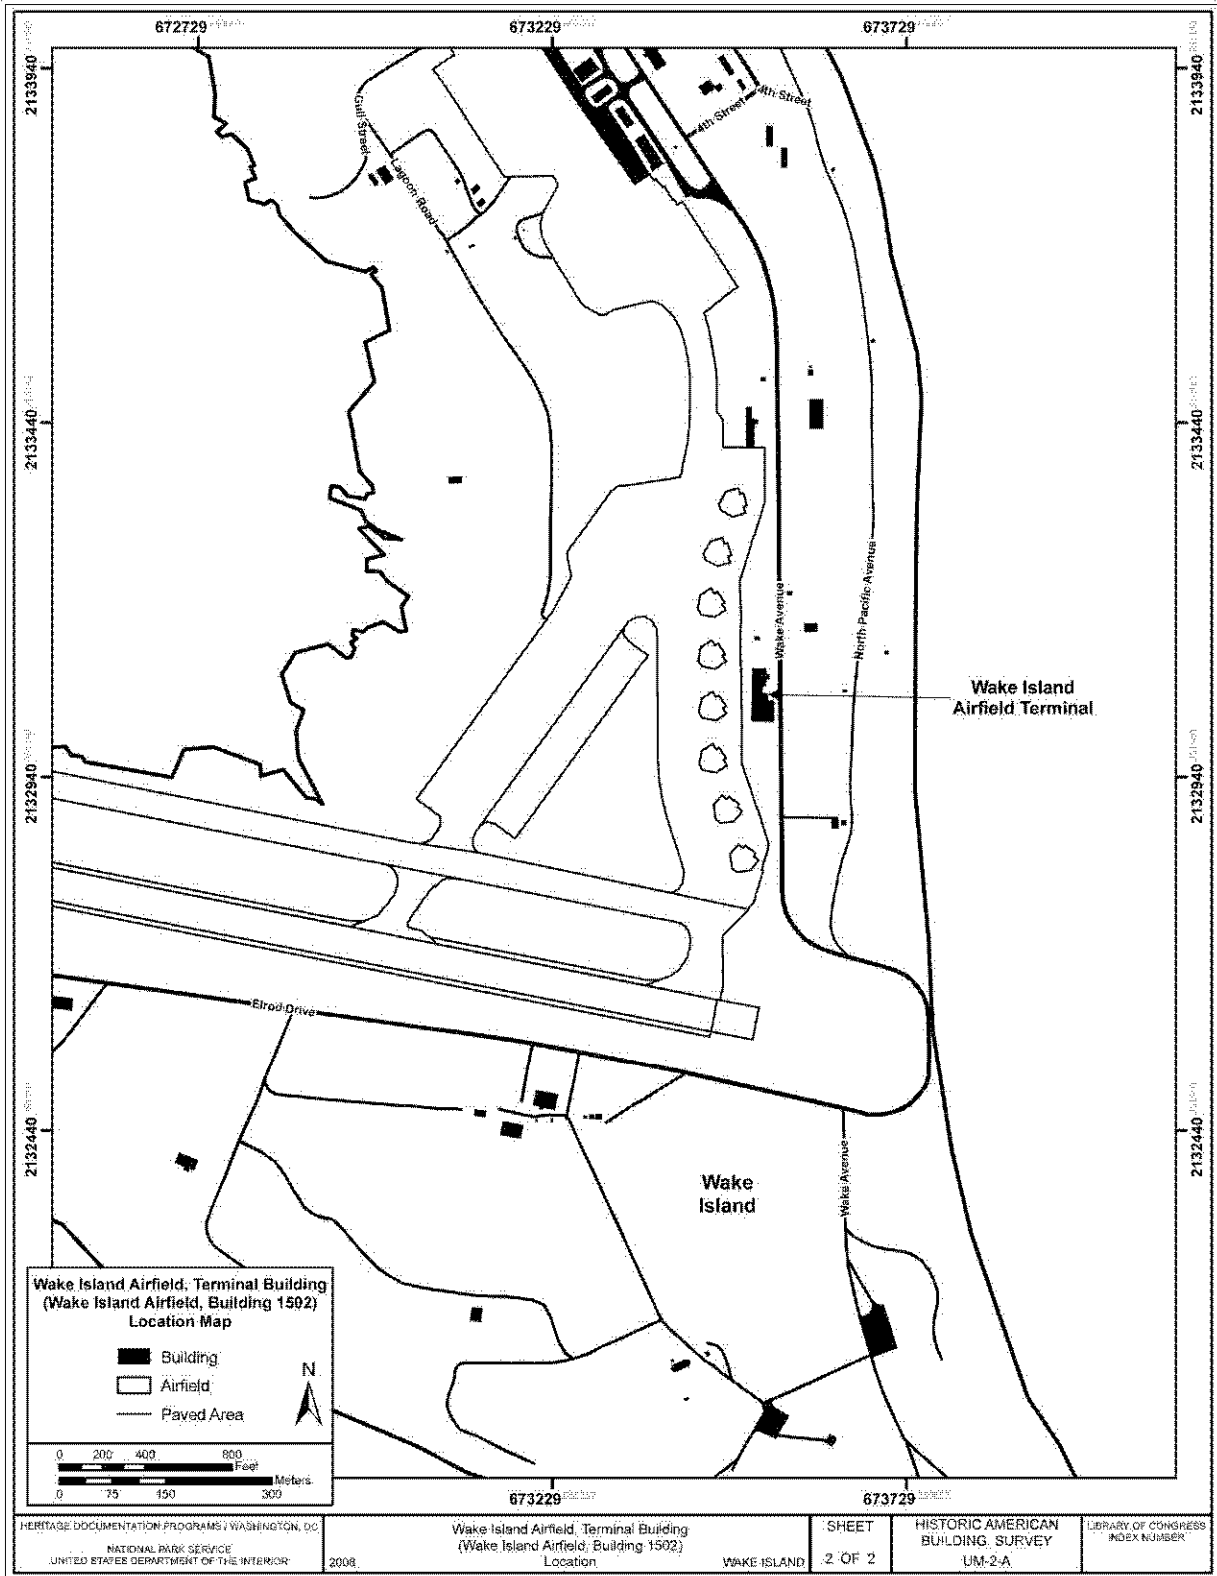 672729
673229
673729
2133940
2133940
Gull Street
Lagoon Road
4th Street
4th Street
2133440
2133440
Wake Avenue
North Pacific Avenue
Wake Island
Airfield Terminal
2132940
2132940
Elrod Drive
2132440
2132440
Wake
Island
Wake Avenue
Wake Island Airfield, Terminal Building
(Wake Island Airfield, Building 1502)
Location Map
Building
Airfield
Paved Area
N
0 200 400 800
Feet
Meters
0 75 150 300
673229
673729
HERITAGE DOCUMENTATION PROGRAMS / WASHINGTON, DC
NATIONAL PARK SERVICE
UNITED STATES DEPARTMENT OF THE INTERIOR
2008
Wake Island Airfield, Terminal Building
(Wake Island Airfield, Building 1502)
Location
WAKE ISLAND
SHEET
2 OF 2
HISTORIC AMERICAN
BUILDING SURVEY
UM-2-A
LIBRARY OF CONGRESS
INDEX NUMBER